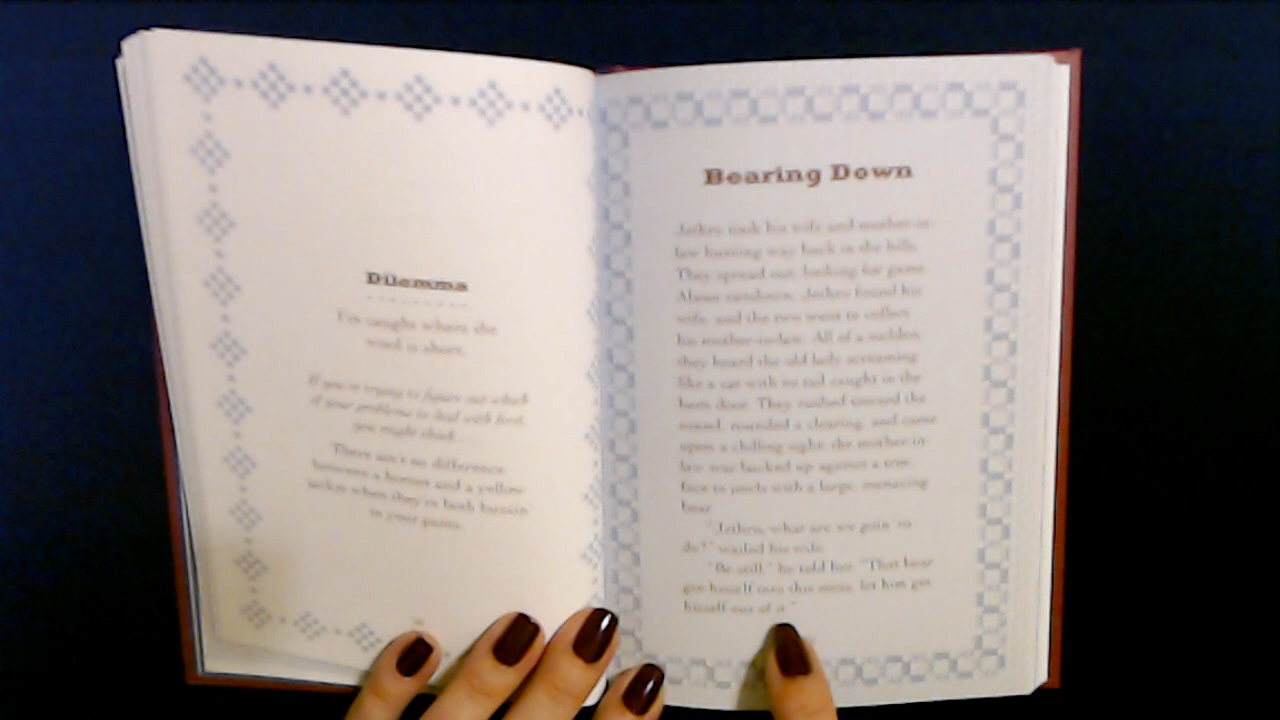 Dilemma
I'm caught where the
wind is short.
If you're trying to figure out which
of your problems to deal with first,
you might think . . .
There ain't no difference
between a hornet and a yellow
jacket when they're both buzzin'
in your pants.
Bearing Down
Jethro took his wife and mother-in-
law hunting way back in the hills.
They spread out, looking for game.
About sundown, Jethro found his
wife, and the two went to collect
his mother-in-law. All of a sudden,
they heard the old lady screaming
like a cat with its tail caught in the
barn door. They rushed toward the
sound, rounded a clearing, and came
upon a chilling sight: the mother-in-
law was backed up against a tree,
face to jowls with a large, menacing
bear.
"Jethro, what are we goin' to
do?" wailed his wife.
"Be still," he told her. "That bear
got hisself into this mess, let him get
hisself out of it."